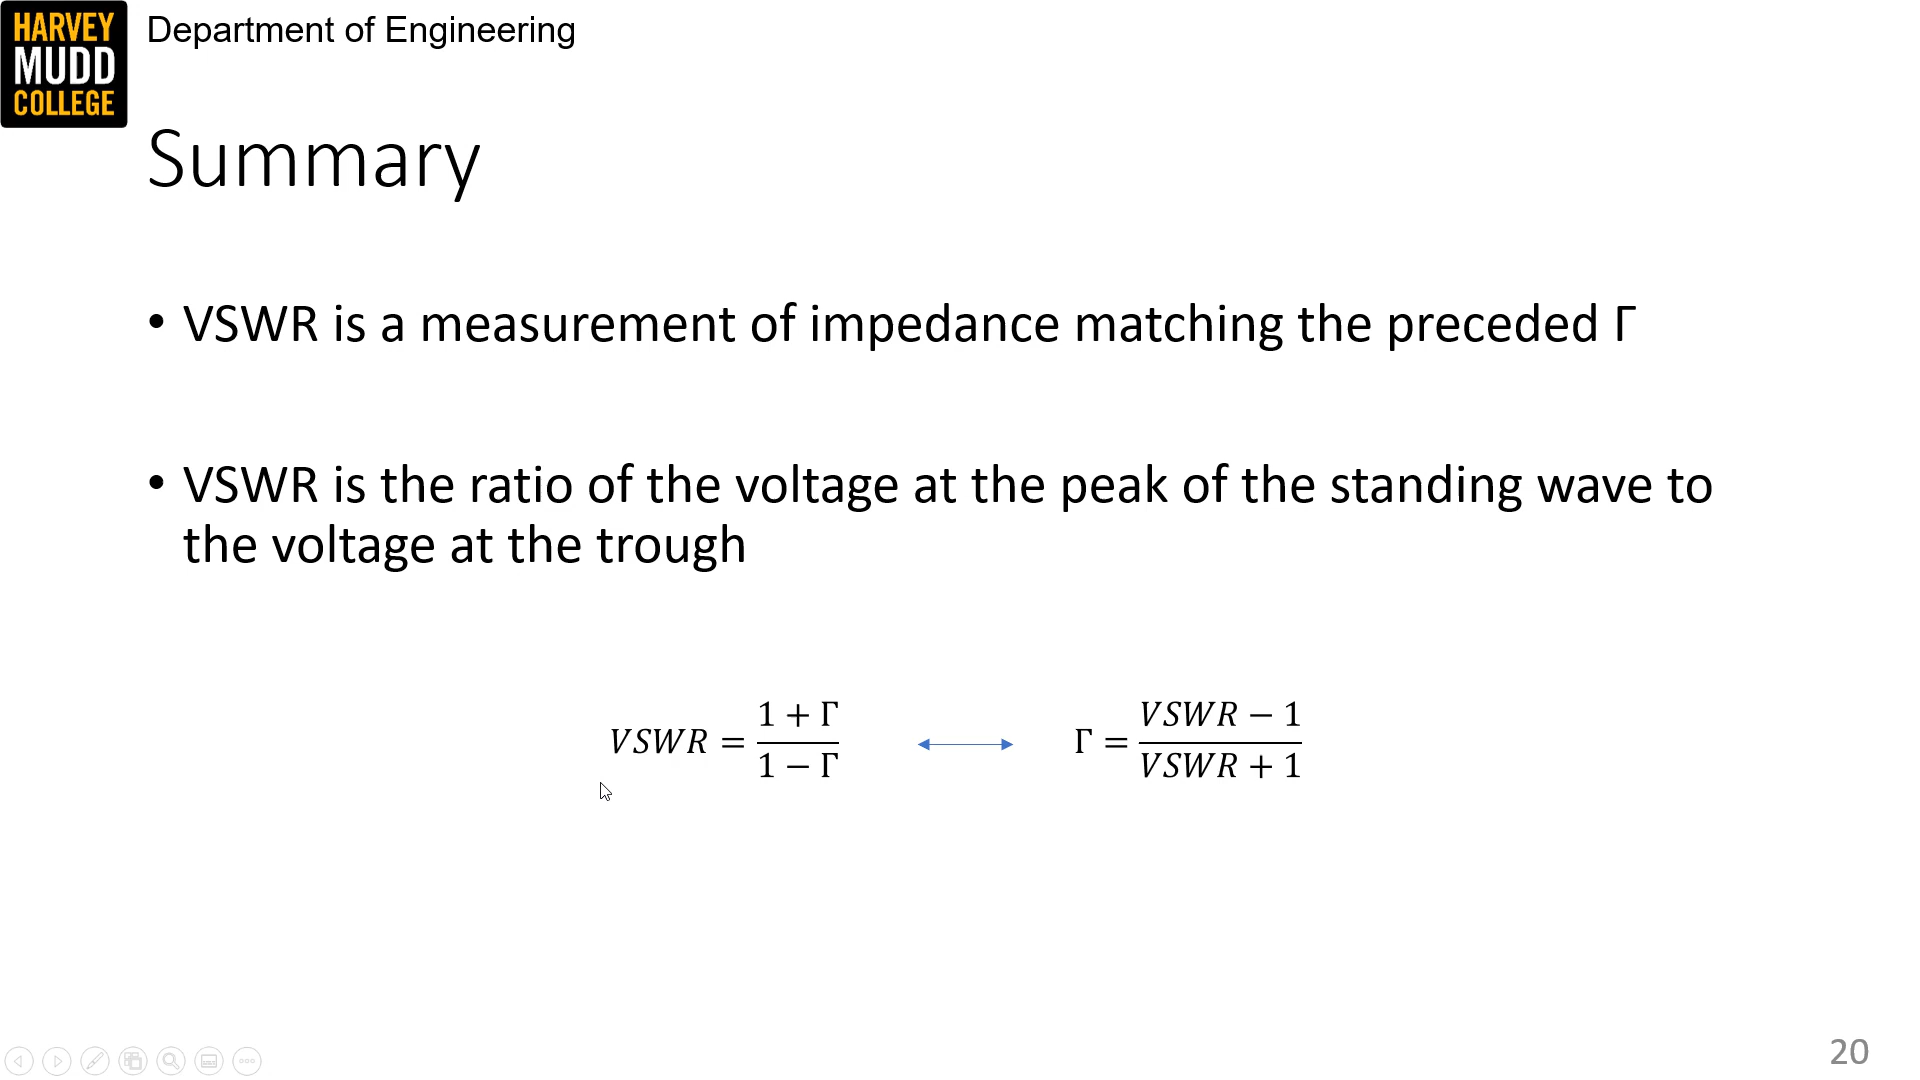 HARVEY
MUDD
COLLEGE
Department of Engineering
Summary
• VSWR is a measurement of impedance matching the preceded Γ
• VSWR is the ratio of the voltage at the peak of the standing wave to
the voltage at the trough
VSWR = (1 + Γ)/(1 − Γ) ↔ Γ = (VSWR − 1)/(VSWR + 1)
20